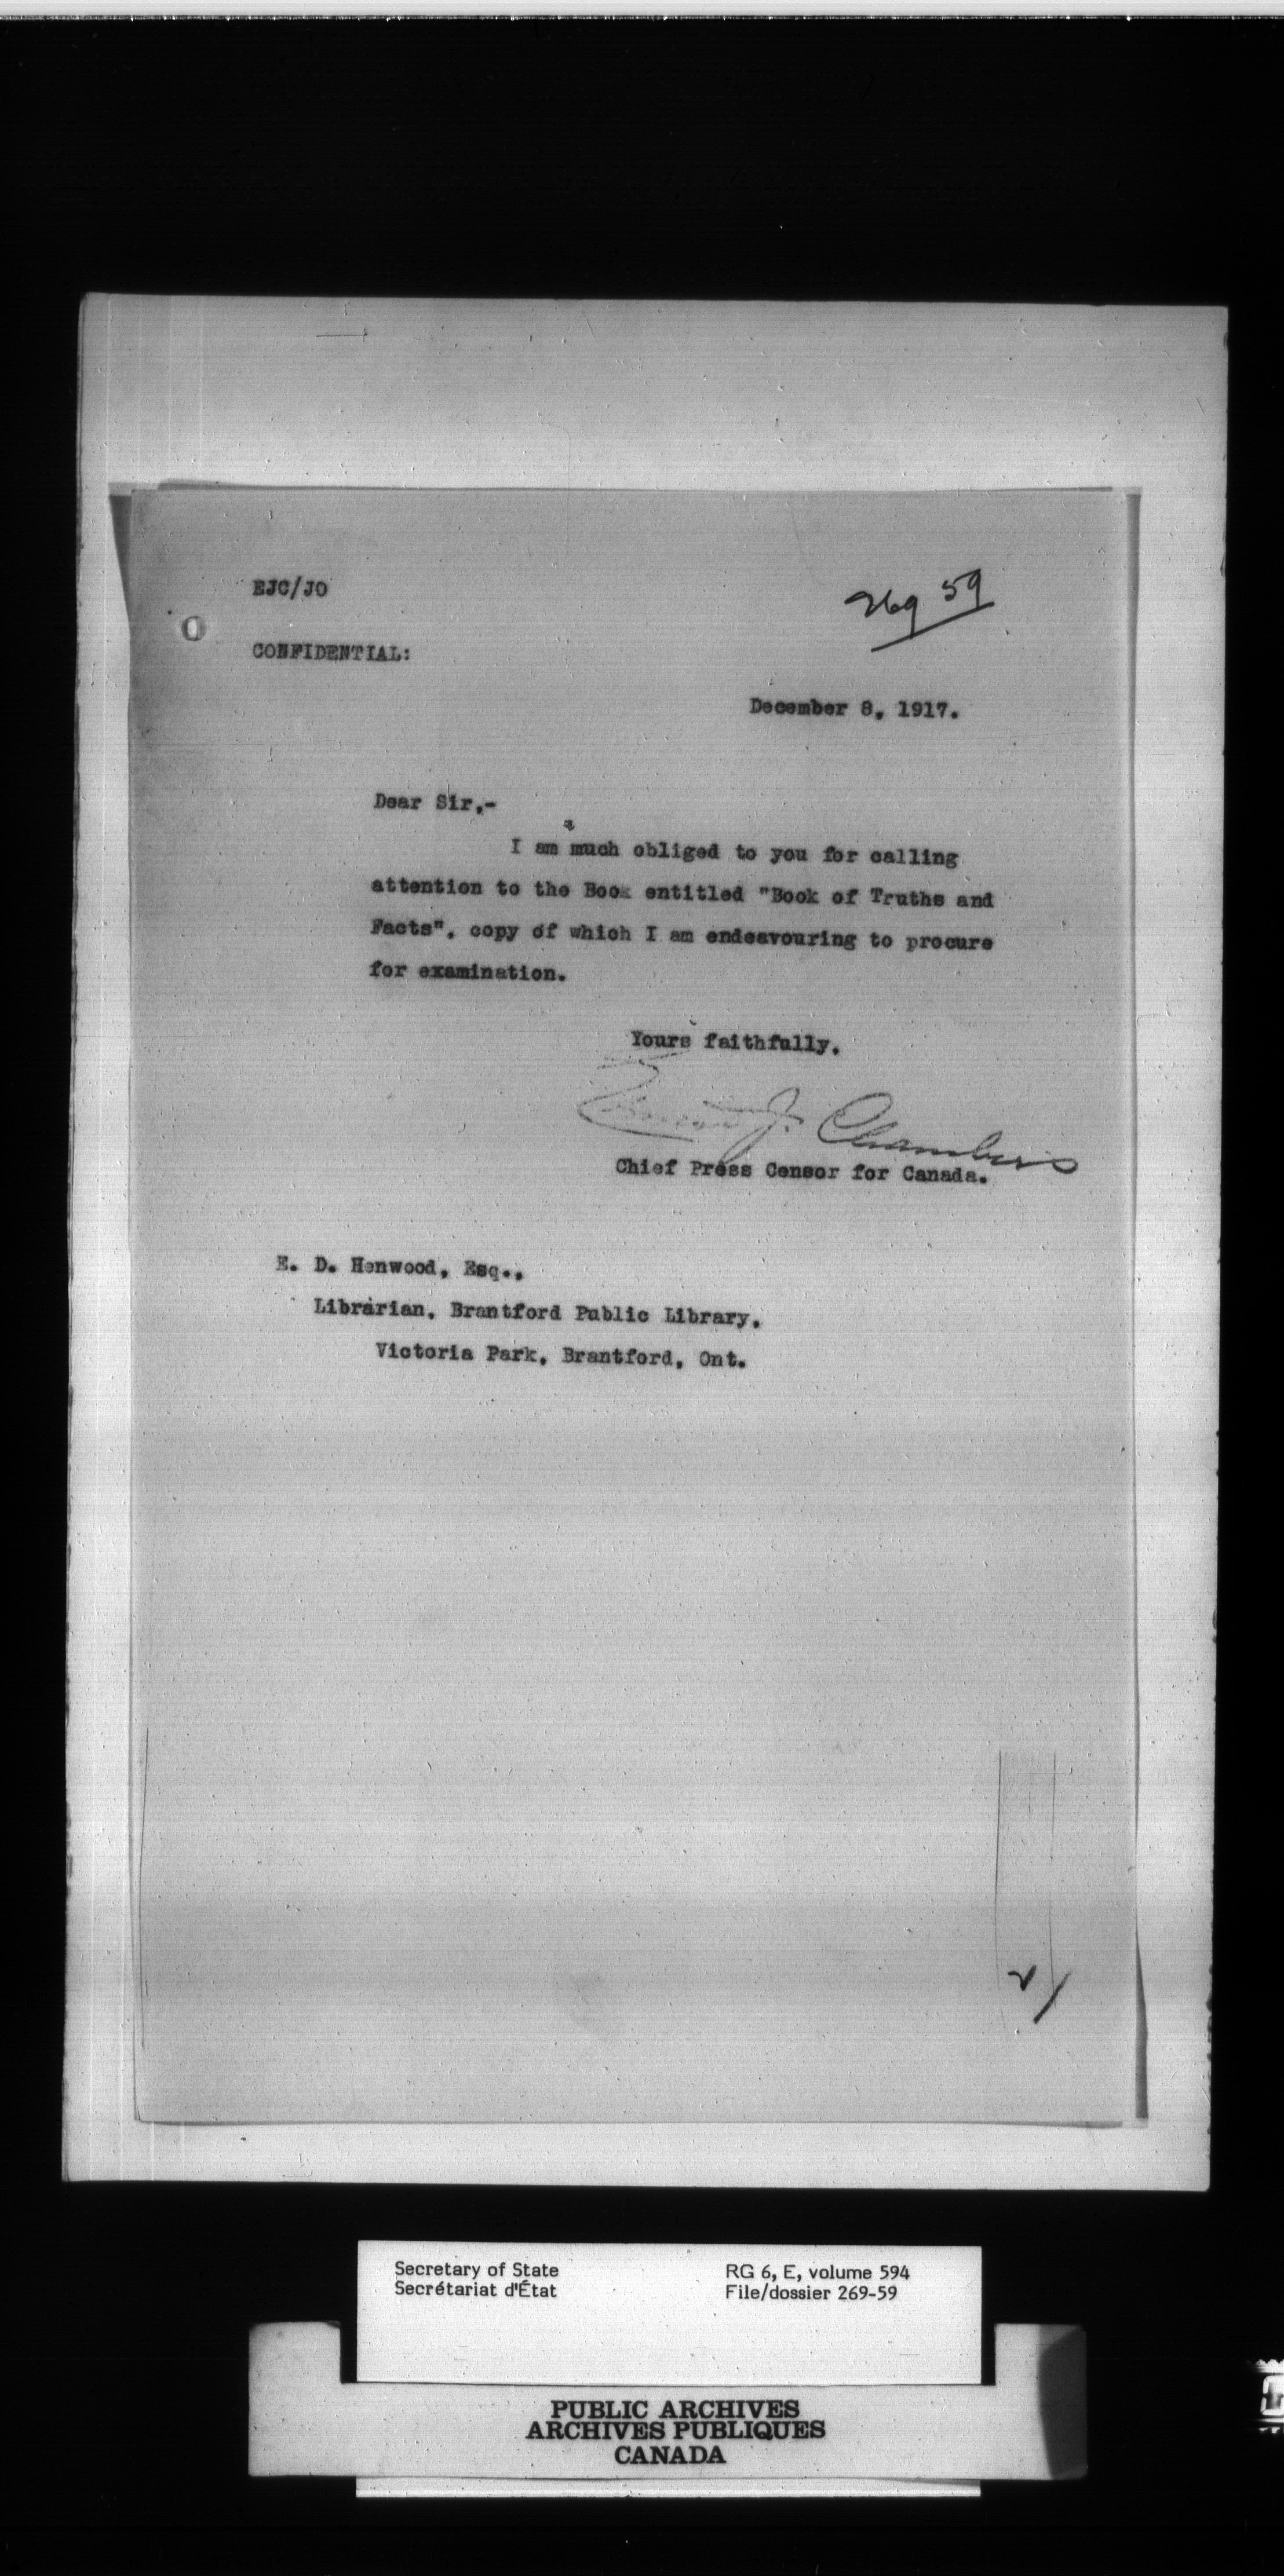 EJC/JO
269 59
CONFIDENTIAL:
December 8, 1917.
Dear Sir,-
I am much obliged to you for calling
attention to the Book entitled "Book of Truths and
Facts", copy of which I am endeavouring to procure
for examination.
Yours faithfully,
Ernest J. Chambers
Chief Press Censor for Canada.
E. D. Henwood, Esq.,
Librarian, Brantford Public Library,
Victoria Park, Brantford, Ont.
Secretary of State
Secrétariat d'État
RG 6, E, volume 594
File/dossier 269-59
PUBLIC ARCHIVES
ARCHIVES PUBLIQUES
CANADA